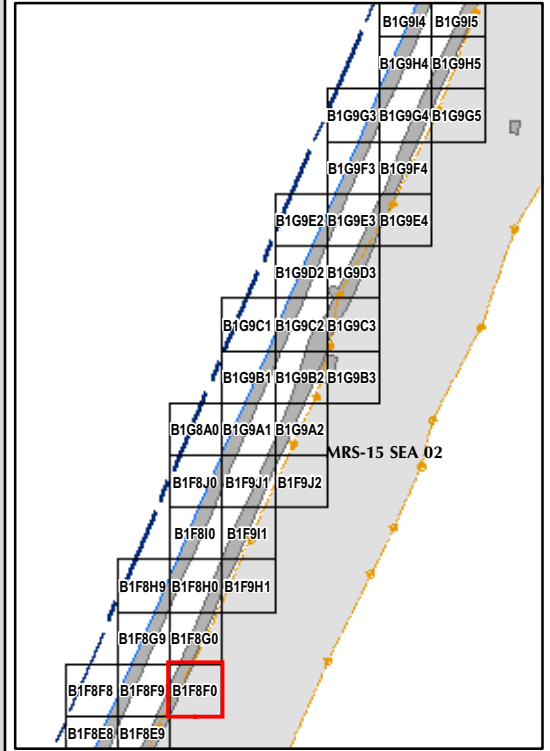 B1G9I4 B1G9I5
B1G9H4 B1G9H5
B1G9G3 B1G9G4 B1G9G5
B1G9F3 B1G9F4
B1G9E2 B1G9E3 B1G9E4
B1G9D2 B1G9D3
B1G9C1 B1G9C2 B1G9C3
B1G9B1 B1G9B2 B1G9B3
B1G8A0 B1G9A1 B1G9A2
MRS-15 SEA 02
B1F8J0 B1F9J1 B1F9J2
B1F8I0 B1F9I1
B1F8H9 B1F8H0 B1F9H1
B1F8G9 B1F8G0
B1F8F8 B1F8F9 B1F8F0
B1F8E8 B1F8E9